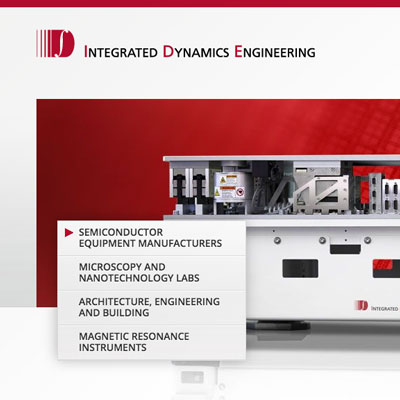 INTEGRATED DYNAMICS ENGINEERING
SEMICONDUCTOR
EQUIPMENT MANUFACTURERS
MICROSCOPY AND
NANOTECHNOLOGY LABS
ARCHITECTURE, ENGINEERING
AND BUILDING
MAGNETIC RESONANCE
INSTRUMENTS
INTEGRATED